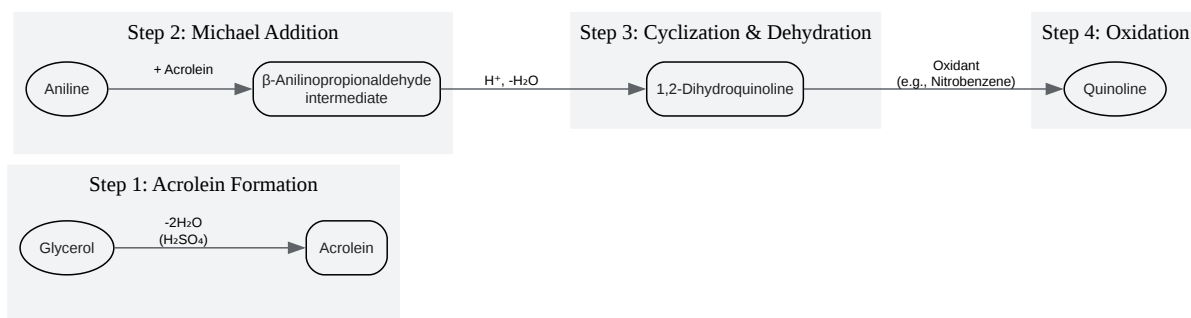 Step 2: Michael Addition
Aniline
+ Acrolein
β-Anilinopropionaldehyde
intermediate
H⁺, -H₂O
Step 3: Cyclization & Dehydration
1,2-Dihydroquinoline
Oxidant
(e.g., Nitrobenzene)
Step 4: Oxidation
Quinoline
Step 1: Acrolein Formation
Glycerol
-2H₂O
(H₂SO₄)
Acrolein